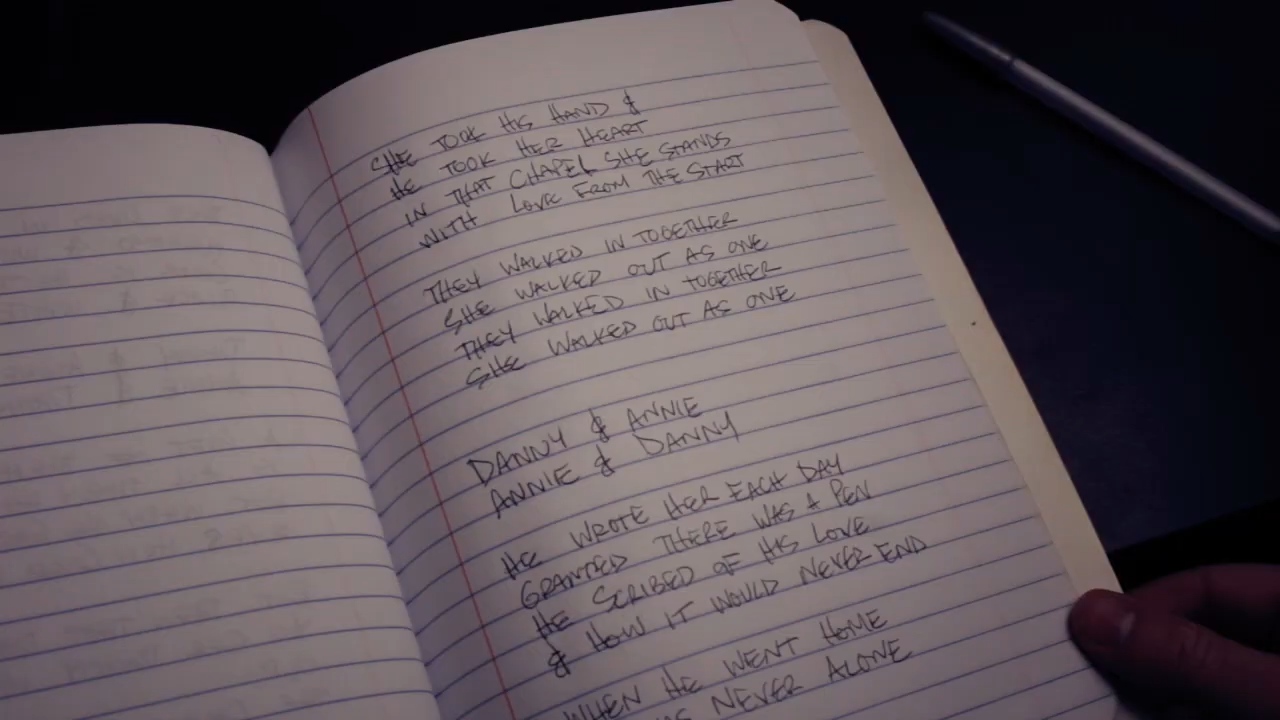 SHE TOOK HIS HAND &
HE TOOK HER HEART
IN THAT CHAPEL SHE STANDS
WITH LOVE FROM THE START
THEY WALKED IN TOGETHER
SHE WALKED OUT AS ONE
THEY WALKED IN TOGETHER
SHE WALKED OUT AS ONE
DANNY & ANNIE
ANNIE & DANNY
HE WROTE HER EACH DAY
GRANTED THERE WAS A PEN
HE SCRIBED OF HIS LOVE
& HOW IT WOULD NEVER END
WHEN HE WENT HOME
NEVER ALONE